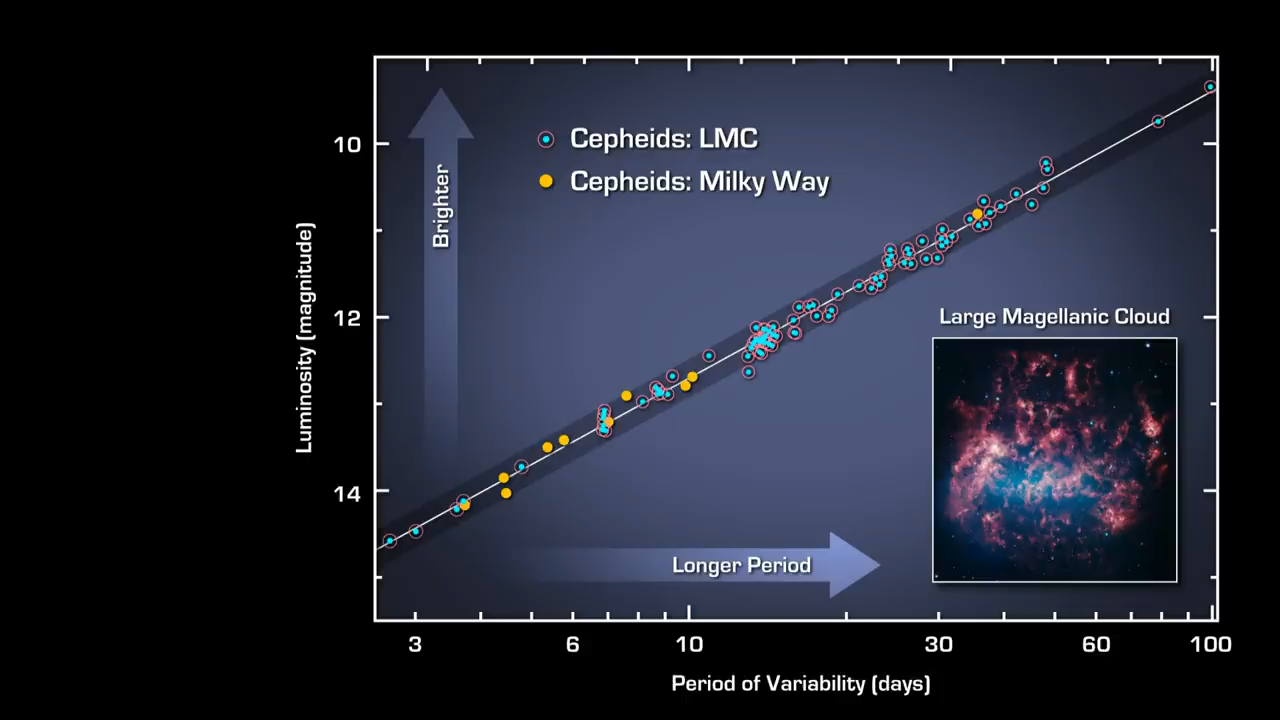 Cepheids: LMC
Cepheids: Milky Way
Brighter
Luminosity (magnitude)
10
12
14
Large Magellanic Cloud
Longer Period
3
6
10
30
60
100
Period of Variability (days)